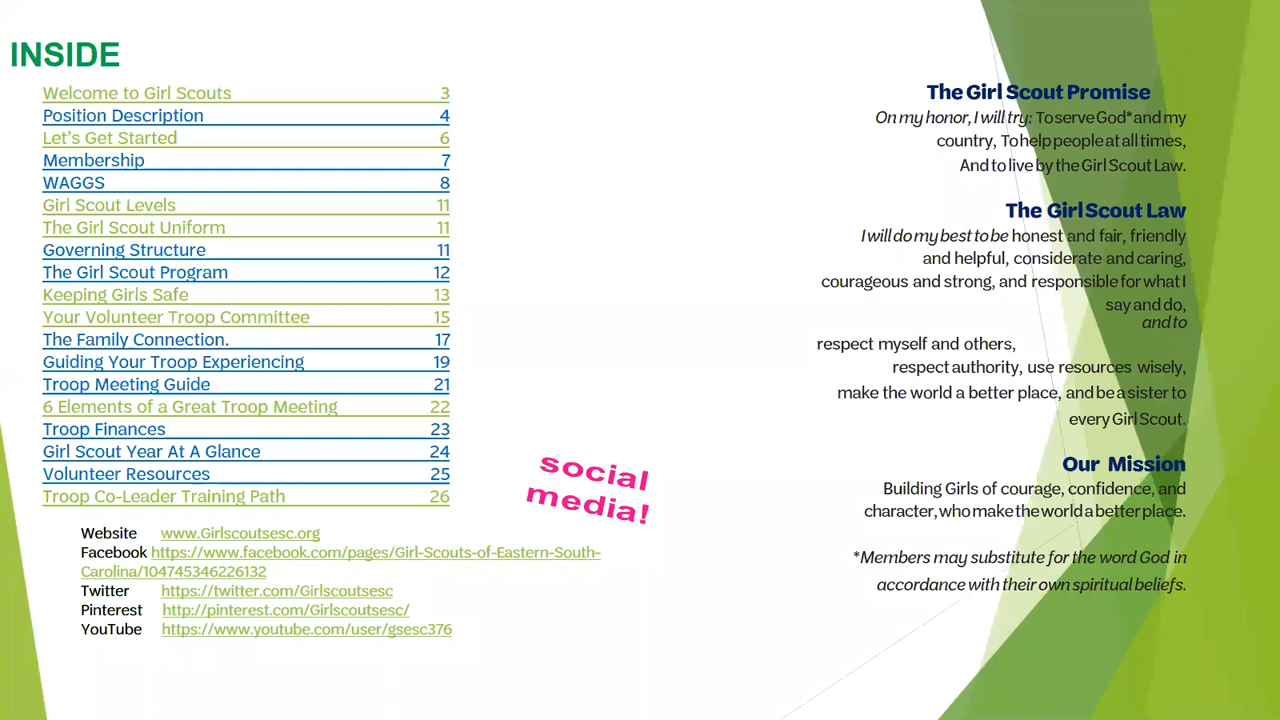 INSIDE
Welcome to Girl Scouts 3
Position Description 4
Let's Get Started 6
Membership 7
WAGGS 8
Girl Scout Levels 11
The Girl Scout Uniform 11
Governing Structure 11
The Girl Scout Program 12
Keeping Girls Safe 13
Your Volunteer Troop Committee 15
The Family Connection. 17
Guiding Your Troop Experiencing 19
Troop Meeting Guide 21
6 Elements of a Great Troop Meeting 22
Troop Finances 23
Girl Scout Year At A Glance 24
Volunteer Resources 25
Troop Co-Leader Training Path 26
Website www.Girlscoutsesc.org
Facebook https://www.facebook.com/pages/Girl-Scouts-of-Eastern-South-
Carolina/104745346226132
Twitter https://twitter.com/Girlscoutsesc
Pinterest http://pinterest.com/Girlscoutsesc/
YouTube https://www.youtube.com/user/gsesc376
social
media!
The Girl Scout Promise
On my honor, I will try: To serve God* and my
country, To help people at all times,
And to live by the Girl Scout Law.
The Girl Scout Law
I will do my best to be honest and fair, friendly
and helpful, considerate and caring,
courageous and strong, and responsible for what I
say and do,
and to
respect myself and others,
respect authority, use resources wisely,
make the world a better place, and be a sister to
every Girl Scout.
Our Mission
Building Girls of courage, confidence, and
character, who make the world a better place.
*Members may substitute for the word God in
accordance with their own spiritual beliefs.